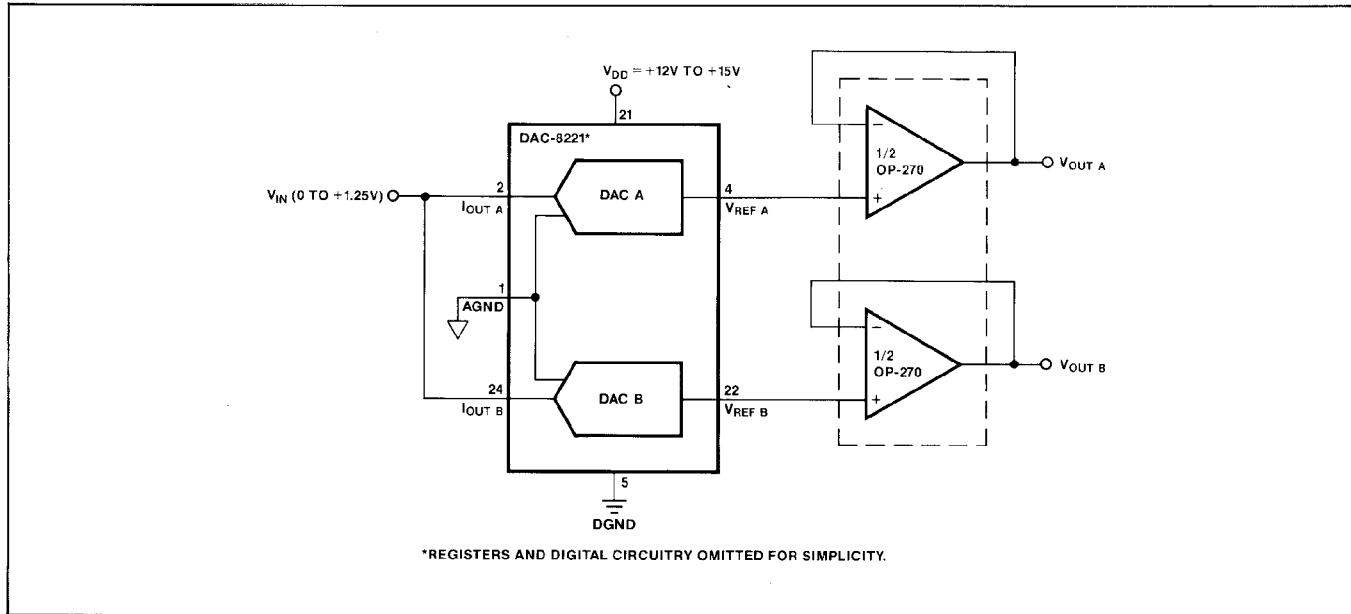 V_DD = +12V TO +15V
21
DAC-8221*
V_IN (0 TO +1.25V)
2
I_OUT A
DAC A
4
V_REF A
1/2
OP-270
−
+
V_OUT A
1
AGND
24
I_OUT B
DAC B
22
V_REF B
1/2
OP-270
−
+
V_OUT B
5
DGND
*REGISTERS AND DIGITAL CIRCUITRY OMITTED FOR SIMPLICITY.